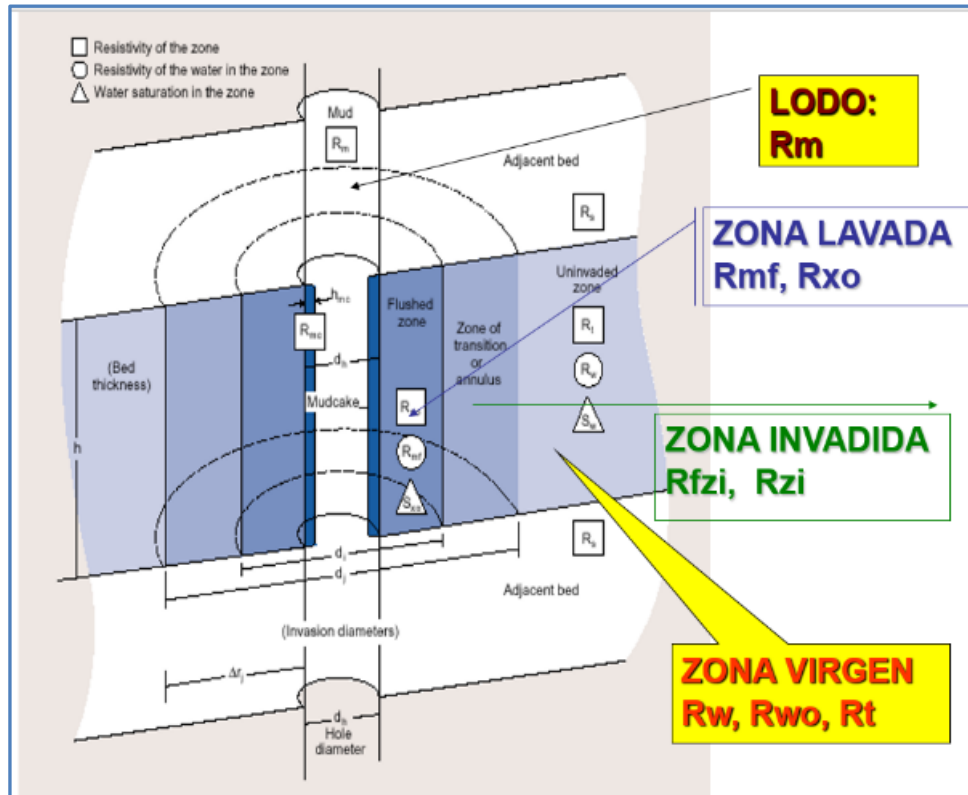 Resistivity of the zone
Resistivity of the water in the zone
Water saturation in the zone
Mud
Rm
Adjacent bed
Rs
LODO:
Rm
ZONA LAVADA
Rmf, Rxo
Uninvaded
zone
hmc
Flushed
zone
Rmc
Zone of
transition
or
annulus
Rt
(Bed
thickness)
dh
Rw
Mudcake
Sw
h
Rmf
Sxo
ZONA INVADIDA
Rfzi, Rzi
Rs
di
dj
Adjacent bed
(Invasion diameters)
Δrj
dh
Hole
diameter
ZONA VIRGEN
Rw, Rwo, Rt